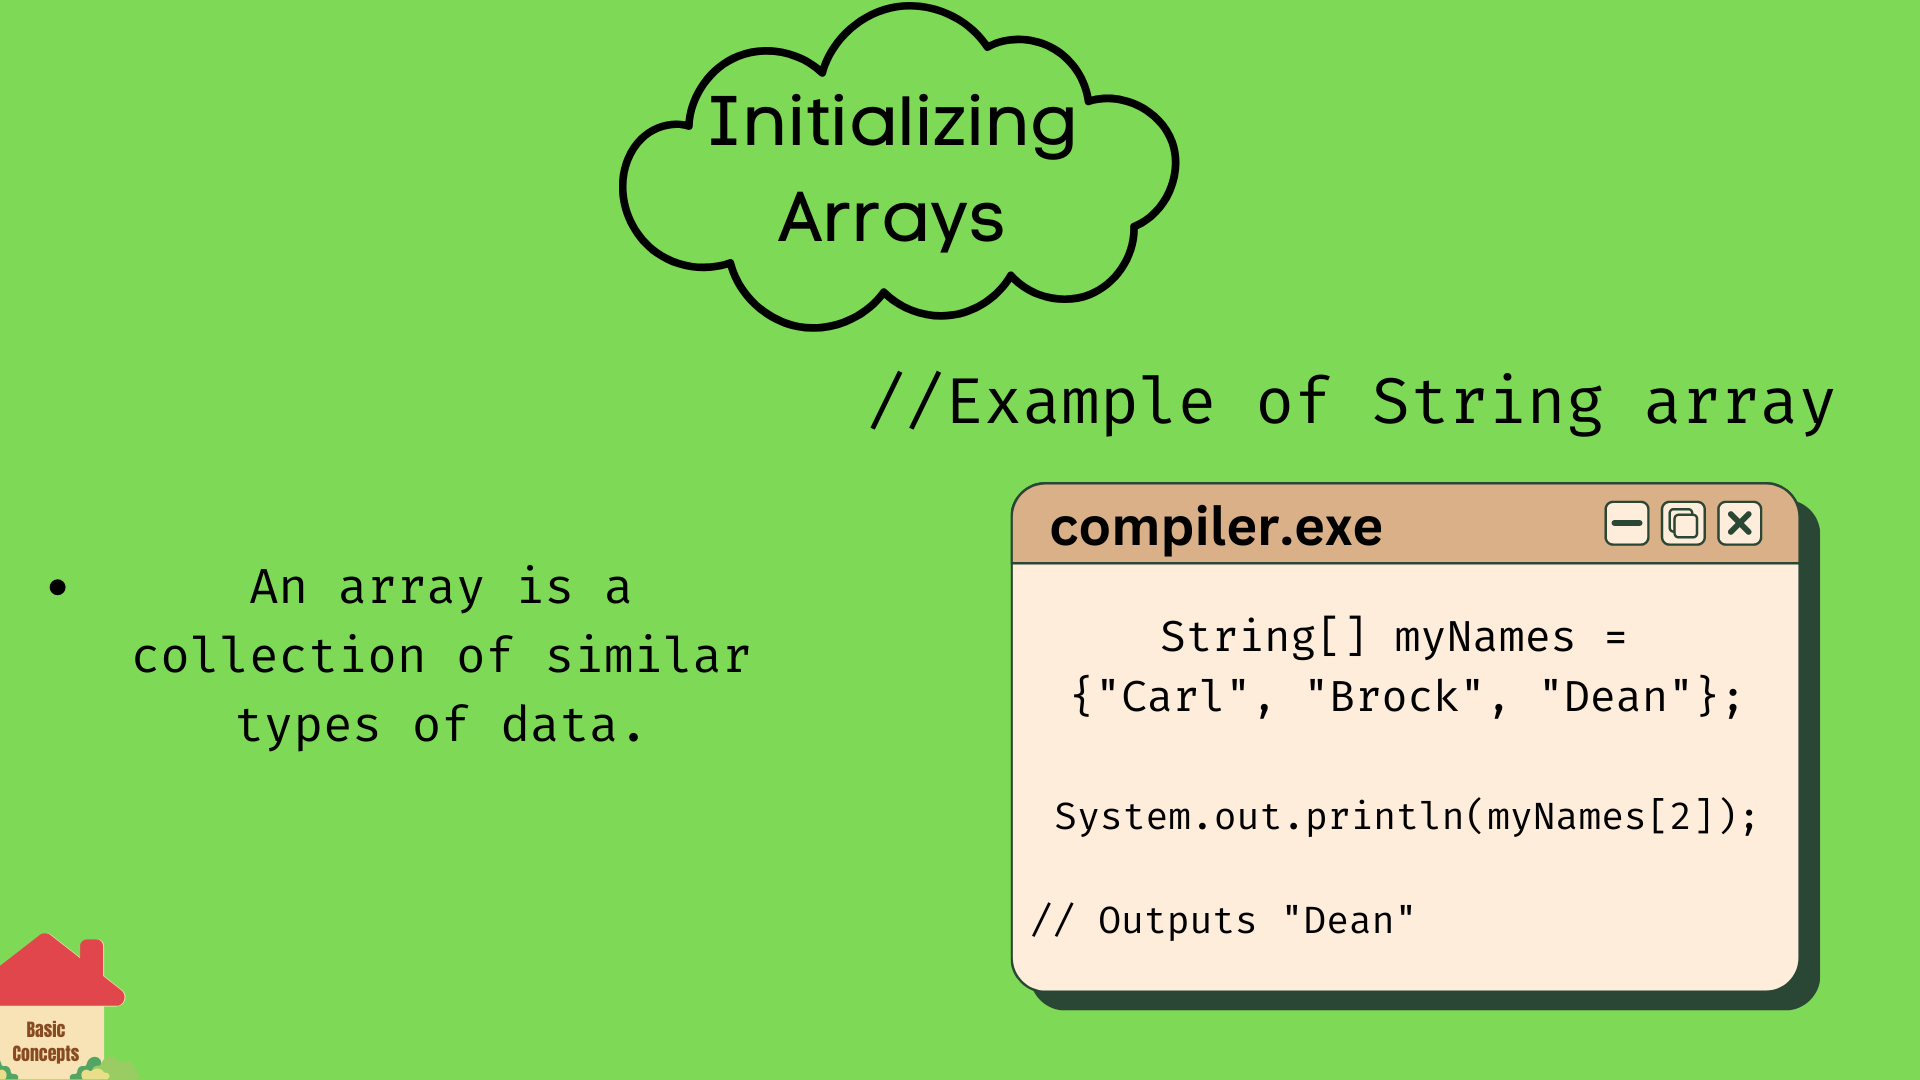 Initializing
Arrays
//Example of String array
• An array is a
collection of similar
types of data.
compiler.exe
String[] myNames =
{"Carl", "Brock", "Dean"};
System.out.println(myNames[2]);
// Outputs "Dean"
Basic
Concepts